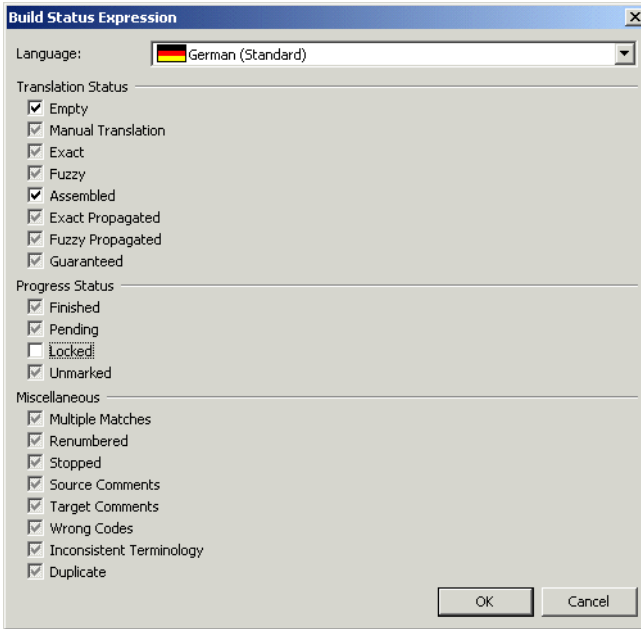 Build Status Expression
Language: German (Standard)
Translation Status
Empty
Manual Translation
Exact
Fuzzy
Assembled
Exact Propagated
Fuzzy Propagated
Guaranteed
Progress Status
Finished
Pending
Locked
Unmarked
Miscellaneous
Multiple Matches
Renumbered
Stopped
Source Comments
Target Comments
Wrong Codes
Inconsistent Terminology
Duplicate
OK Cancel